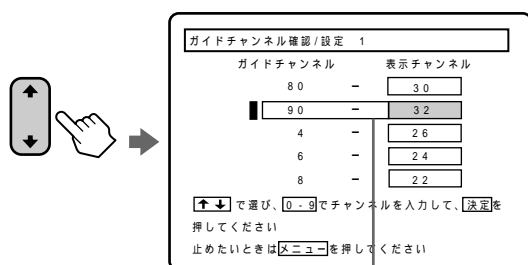 ガイドチャンネル確認/設定 1
ガイドチャンネル 表示チャンネル
80 － 30
90 － 32
4 － 26
6 － 24
8 － 22
↑↓で選び、0-9でチャンネルを入力して、決定を
押してください
止めたいときはメニューを押してください